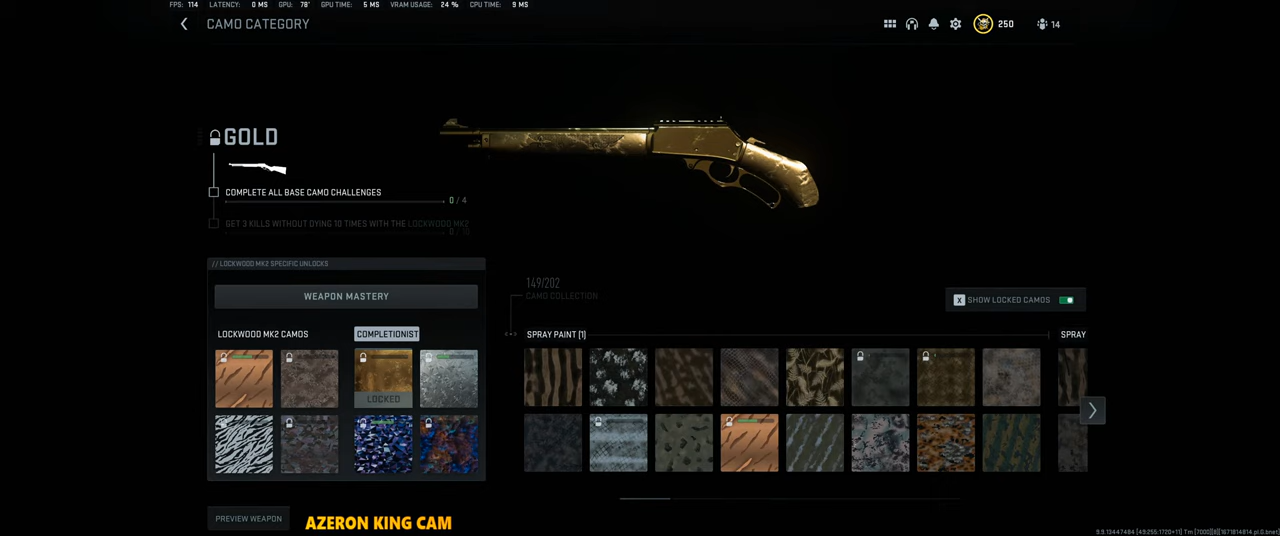 FPS: 114 LATENCY: 0 MS GPU: 78° GPU TIME: 5 MS VRAM USAGE: 24 % CPU TIME: 9 MS
CAMO CATEGORY
250
14
GOLD
COMPLETE ALL BASE CAMO CHALLENGES
0 / 4
GET 3 KILLS WITHOUT DYING 10 TIMES WITH THE LOCKWOOD MK2
// LOCKWOOD MK2 SPECIFIC UNLOCKS
WEAPON MASTERY
LOCKWOOD MK2 CAMOS
COMPLETIONIST
LOCKED
149/202
CAMO COLLECTION
X SHOW LOCKED CAMOS
SPRAY PAINT [1]
SPRAY
PREVIEW WEAPON
AZERON KING CAM